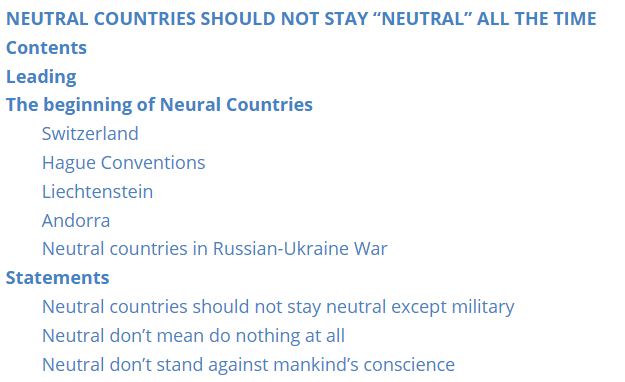 NEUTRAL COUNTRIES SHOULD NOT STAY “NEUTRAL” ALL THE TIME
Contents
Leading
The beginning of Neural Countries
Switzerland
Hague Conventions
Liechtenstein
Andorra
Neutral countries in Russian-Ukraine War
Statements
Neutral countries should not stay neutral except military
Neutral don’t mean do nothing at all
Neutral don’t stand against mankind’s conscience